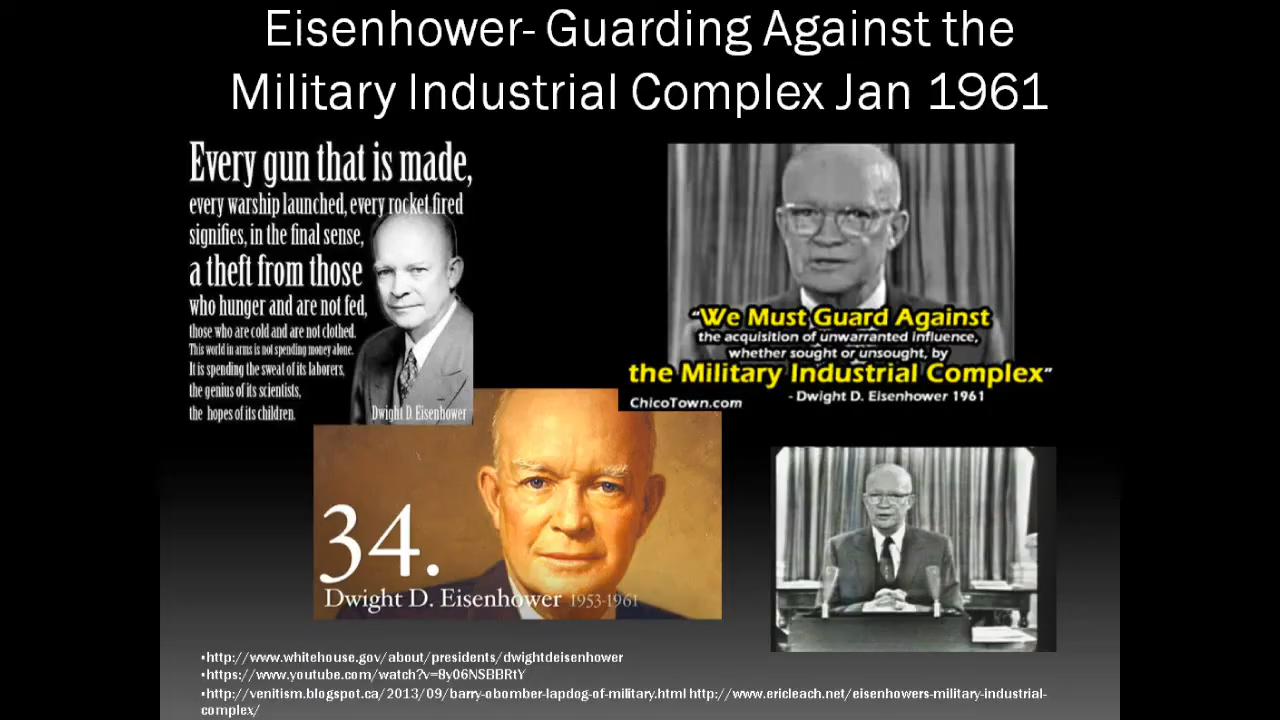 Eisenhower- Guarding Against the
Military Industrial Complex Jan 1961
Every gun that is made,
every warship launched, every rocket fired
signifies, in the final sense,
a theft from those
who hunger and are not fed,
those who are cold and are not clothed.
This world in arms is not spending money alone.
It is spending the sweat of its laborers,
the genius of its scientists,
the hopes of its children.
Dwight D. Eisenhower
“We Must Guard Against
the acquisition of unwarranted influence,
whether sought or unsought, by
the Military Industrial Complex”
- Dwight D. Eisenhower 1961
ChicoTown.com
34.
Dwight D. Eisenhower 1953-1961
•http://www.whitehouse.gov/about/presidents/dwightdeisenhower
•https://www.youtube.com/watch?v=8y06NSBBRtY
•http://venitism.blogspot.ca/2013/09/barry-obomber-lapdog-of-military.html http://www.ericleach.net/eisenhowers-military-industrial-
complex/